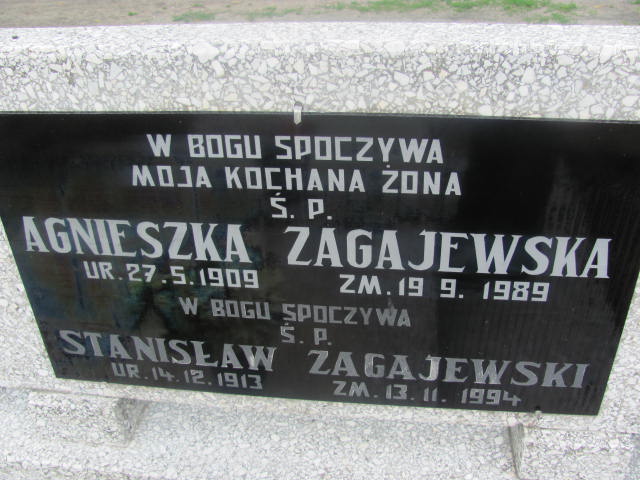 W BOGU SPOCZYWA
MOJA KOCHANA ŻONA
Ś. P.
AGNIESZKA ZAGAJEWSKA
UR. 27. 5. 1909 ZM. 19 9. 1989
W BOGU SPOCZYWA
Ś. P.
STANISŁAW ZAGAJEWSKI
UR. 14. 12. 1913 ZM. 13. 11. 1994